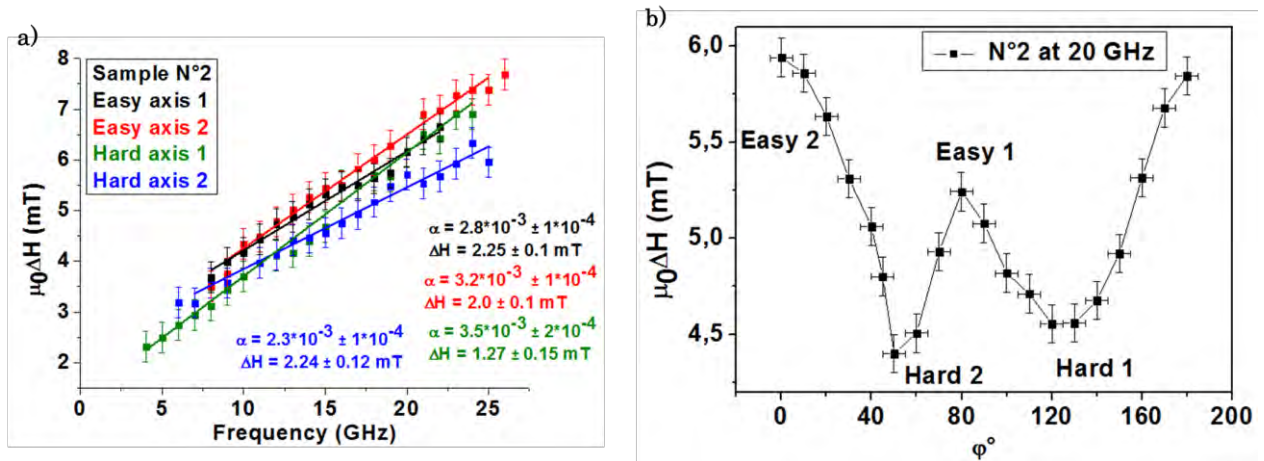 a)
Sample N°2
Easy axis 1
Easy axis 2
Hard axis 1
Hard axis 2
8
7
6
5
4
3
2
μ₀ΔH (mT)
α = 2.8*10⁻³ ± 1*10⁻⁴
ΔH = 2.25 ± 0.1 mT
α = 3.2*10⁻³ ± 1*10⁻⁴
ΔH = 2.0 ± 0.1 mT
α = 2.3*10⁻³ ± 1*10⁻⁴
ΔH = 2.24 ± 0.12 mT
α = 3.5*10⁻³ ± 2*10⁻⁴
ΔH = 1.27 ± 0.15 mT
0 5 10 15 20 25
Frequency (GHz)
b)
N°2 at 20 GHz
6,0
5,5
5,0
4,5
μ₀ΔH (mT)
Easy 2
Easy 1
Hard 2
Hard 1
0 40 80 120 160 200
φ°